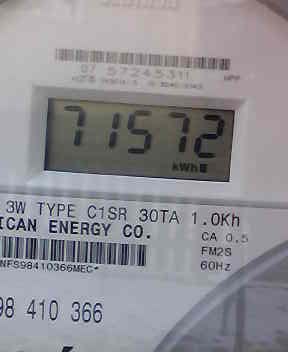 07 57245311
71572
kWh
3W TYPE C1SR 30TA 1.0Kh
ICAN ENERGY CO.
CA 0.5
FM2S
60Hz
NFS98410366MEC*
98 410 366